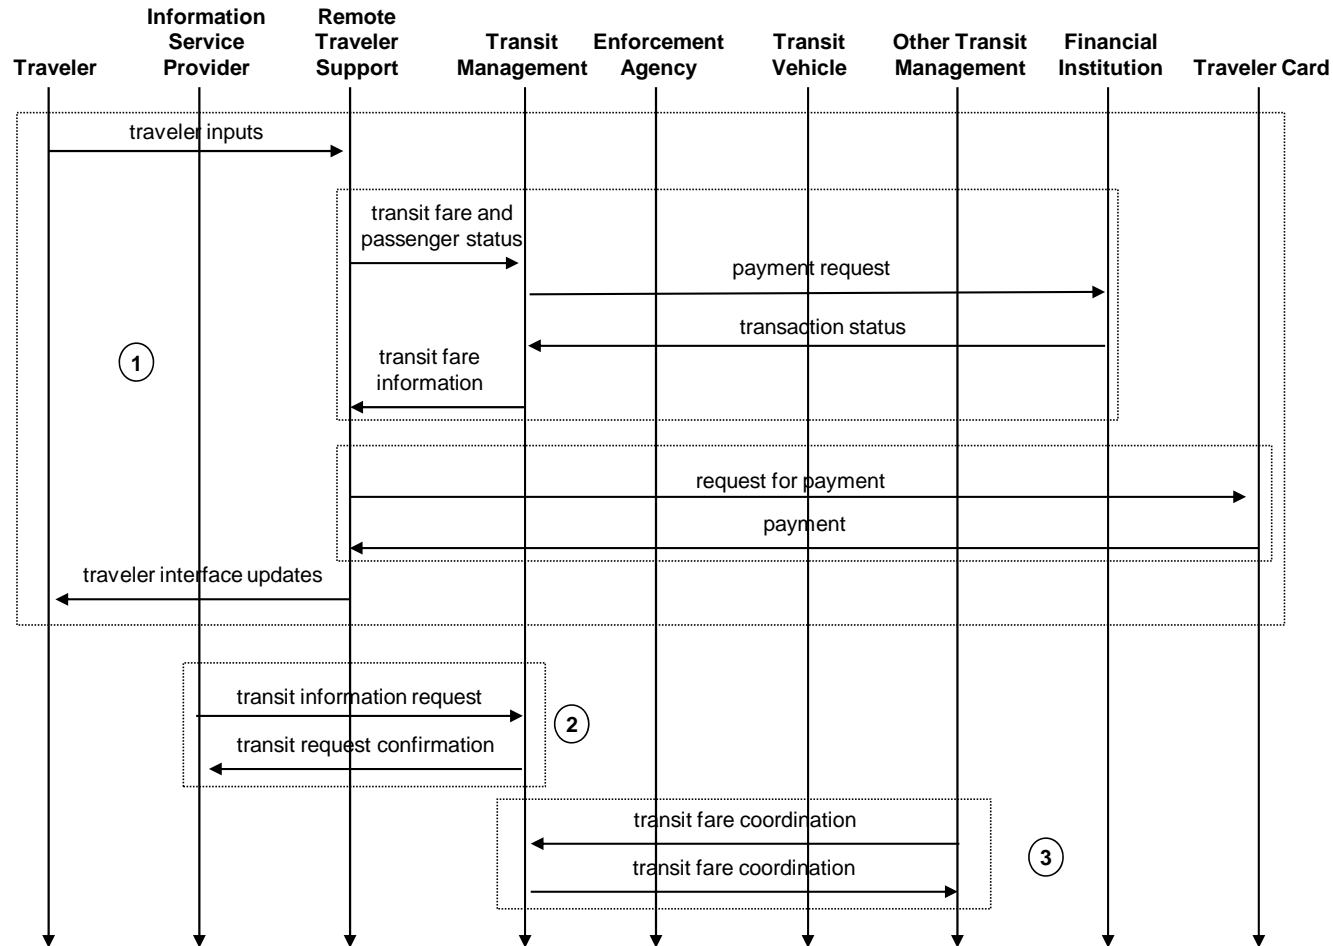 Traveler
Information
Service
Provider
Remote
Traveler
Support
Transit
Management
Enforcement
Agency
Transit
Vehicle
Other Transit
Management
Financial
Institution
Traveler Card
traveler inputs
transit fare and
passenger status
payment request
transaction status
1
transit fare
information
request for payment
payment
traveler interface updates
transit information request
2
transit request confirmation
transit fare coordination
3
transit fare coordination